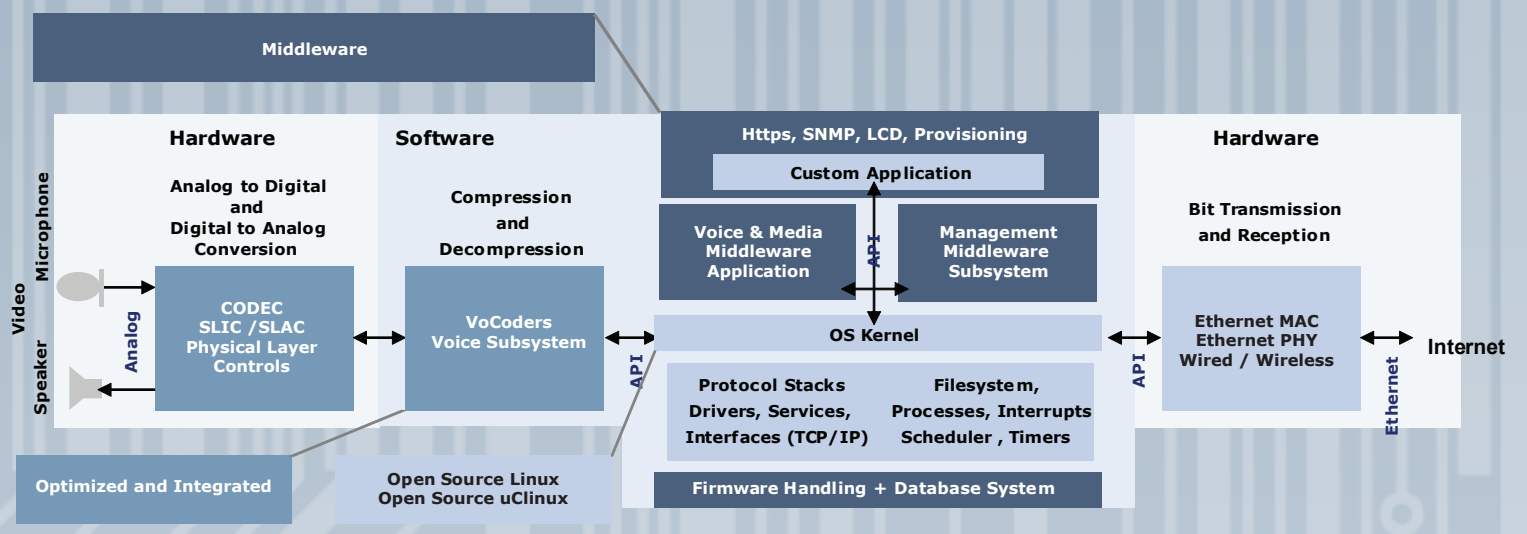 Middleware
Hardware
Software
Https, SNMP, LCD, Provisioning
Custom Application
Hardware
Analog to Digital
and
Digital to Analog
Conversion
Compression
and
Decompression
Voice & Media
Middleware
Application
API
Management
Middleware
Subsystem
Bit Transmission
and Reception
Video
Microphone
Speaker
Analog
CODEC
SLIC /SLAC
Physical Layer
Controls
VoCoders
Voice Subsystem
API
OS Kernel
API
Ethernet MAC
Ethernet PHY
Wired / Wireless
Ethernet
Internet
Protocol Stacks
Drivers, Services,
Interfaces (TCP/IP)
Filesystem,
Processes, Interrupts
Scheduler , Timers
Optimized and Integrated
Open Source Linux
Open Source uClinux
Firmware Handling + Database System